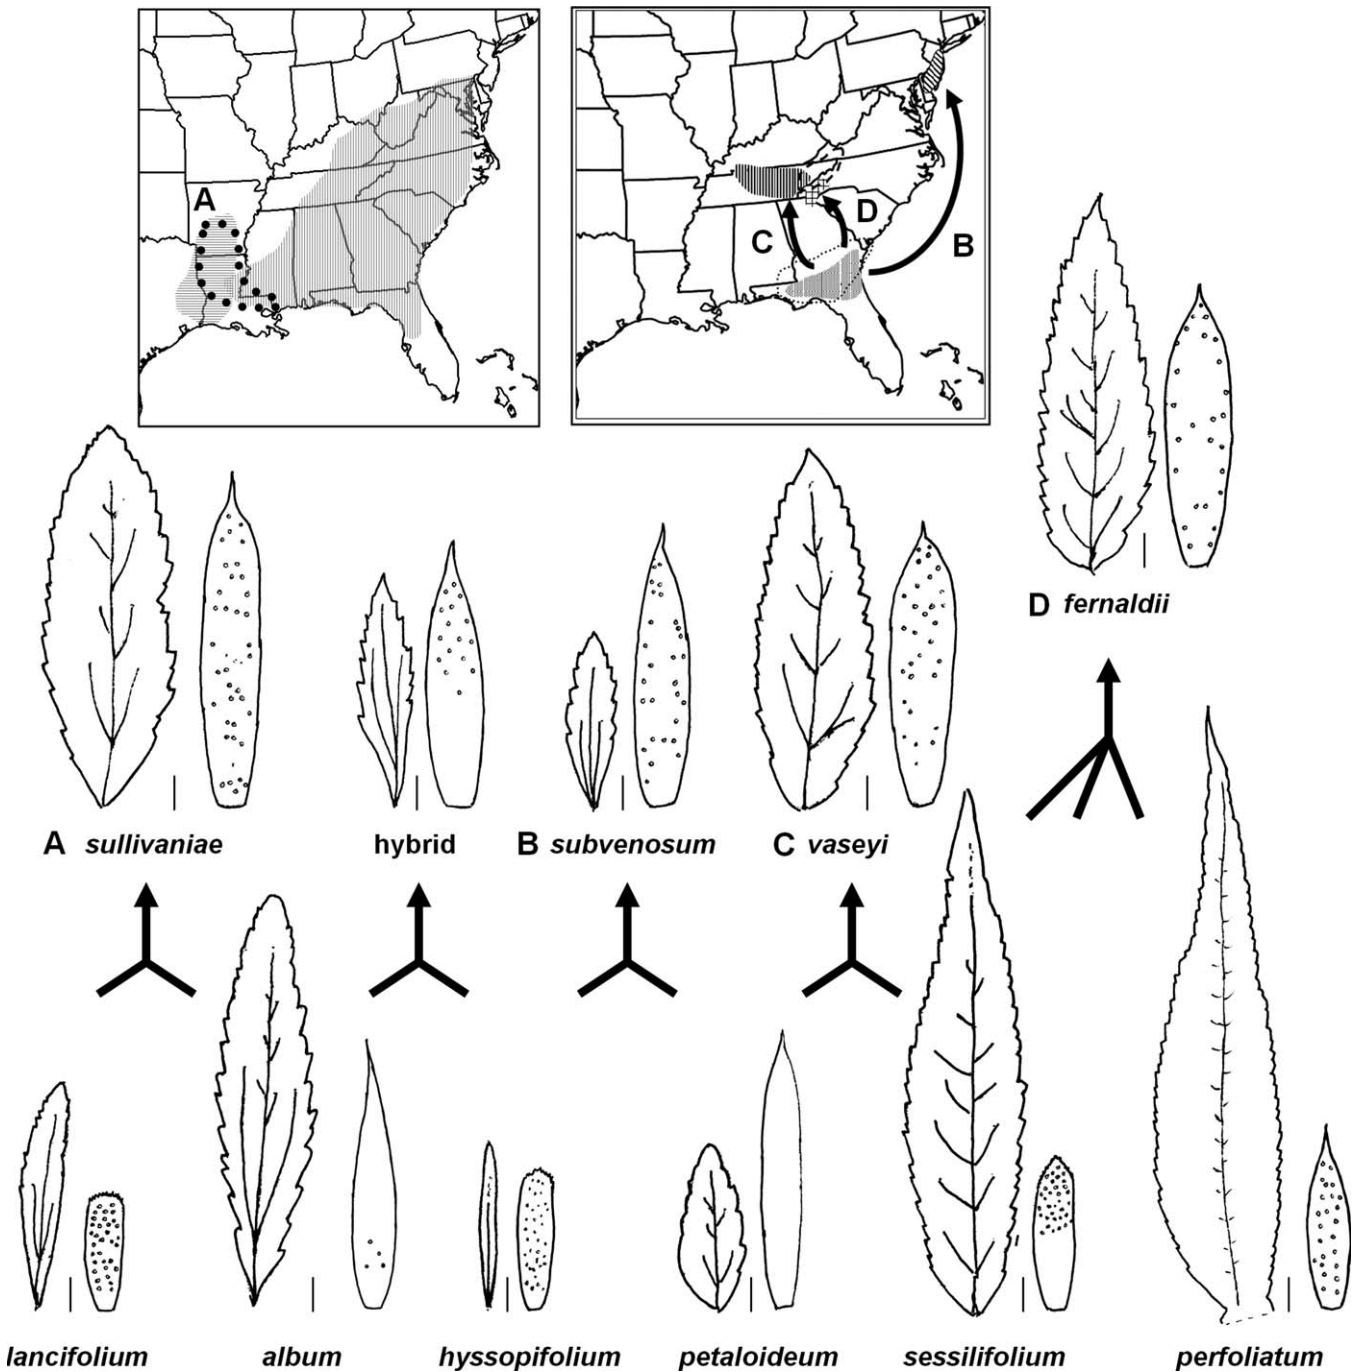 A
C
D
B
D fernaldii
A sullivaniae
hybrid
B subvenosum
C vaseyi
lancifolium
album
hyssopifolium
petaloideum
sessilifolium
perfoliatum